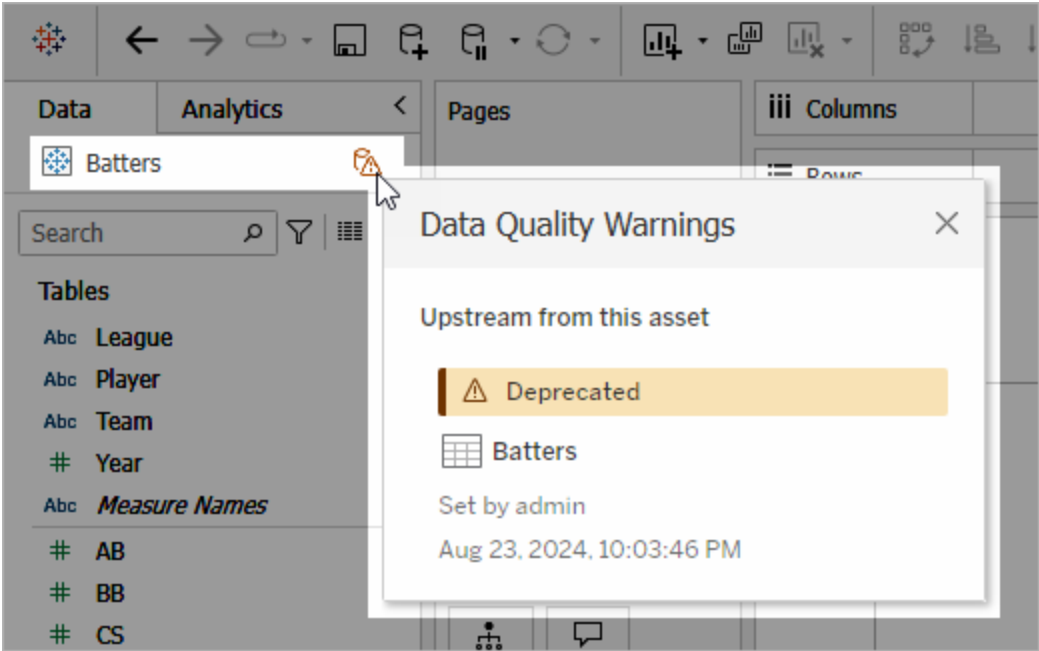 Data
Analytics
Pages
Columns
Batters
Rows
Search
Tables
Abc League
Abc Player
Abc Team
# Year
Abc Measure Names
# AB
# BB
# CS
Data Quality Warnings
Upstream from this asset
Deprecated
Batters
Set by admin
Aug 23, 2024, 10:03:46 PM